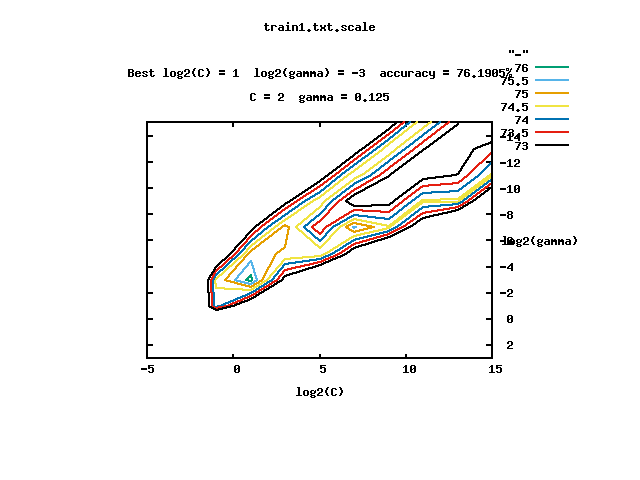 train1.txt.scale
"-"
76
Best log2(C) = 1 log2(gamma) = -3 accuracy = 76.1905%
75.5
75
C = 2 gamma = 0.125
74.5
74
73.5
-14
73
-12
-10
-8
-6
log2(gamma)
-4
-2
0
2
-5 0 5 10 15
log2(C)